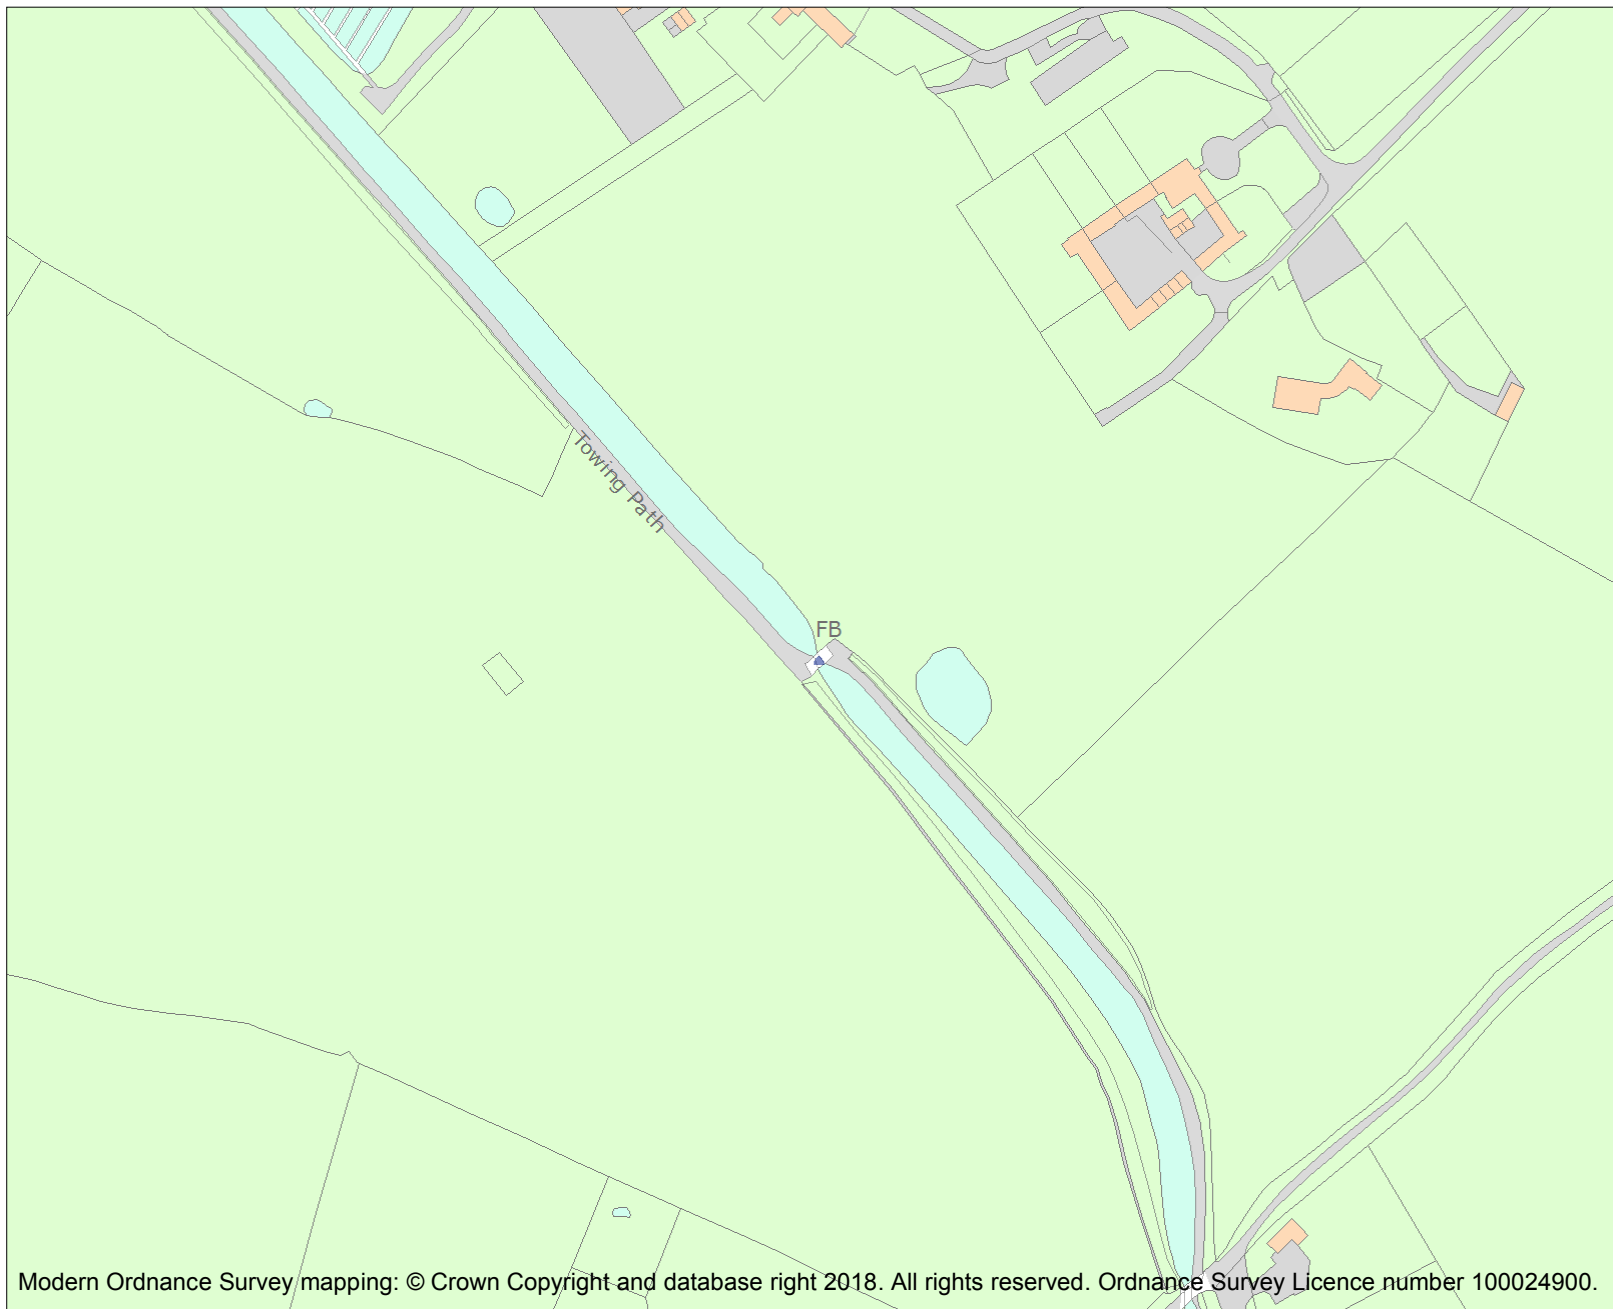 Towing Path
FB
Modern Ordnance Survey mapping: © Crown Copyright and database right 2018. All rights reserved. Ordnance Survey Licence number 100024900.